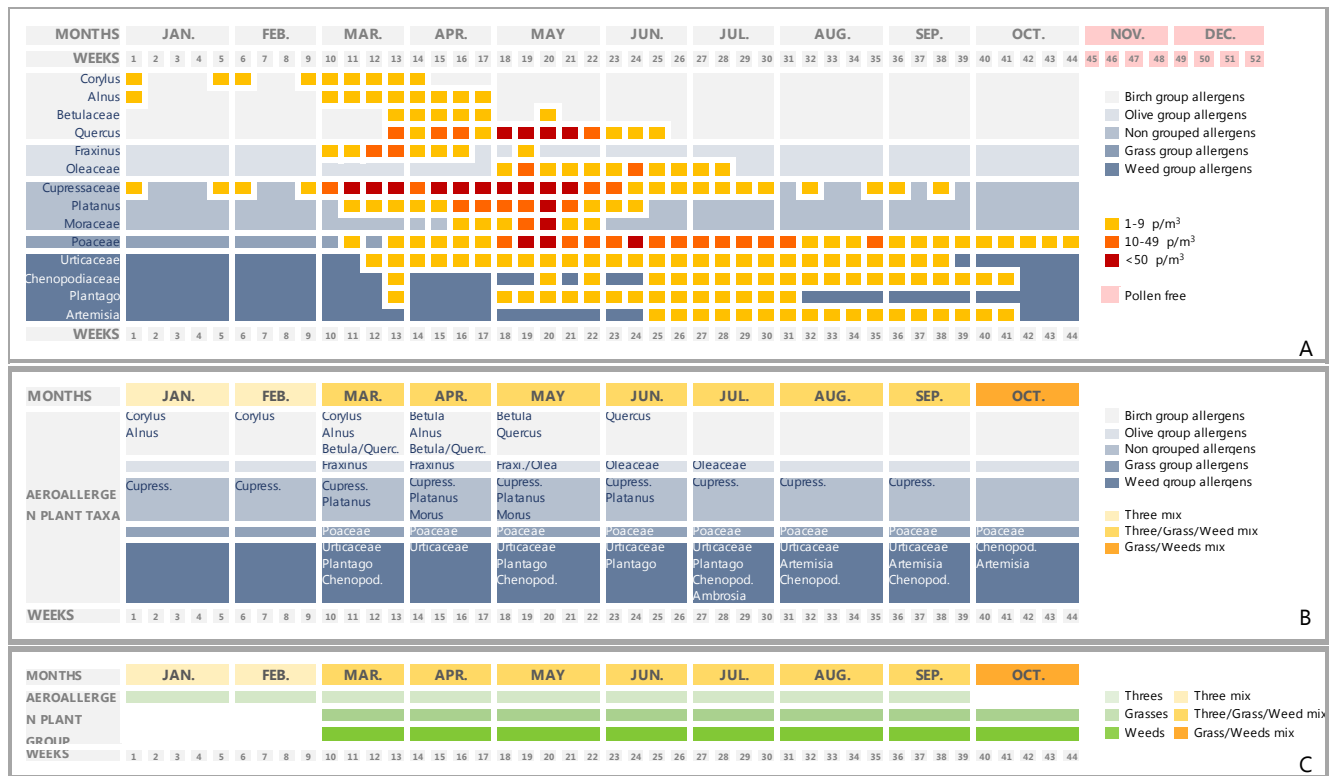 MONTHS JAN. FEB. MAR. APR. MAY JUN. JUL. AUG. SEP. OCT. NOV. DEC.
WEEKS 1 2 3 4 5 6 7 8 9 10 11 12 13 14 15 16 17 18 19 20 21 22 23 24 25 26 27 28 29 30 31 32 33 34 35 36 37 38 39 40 41 42 43 44 45 46 47 48 49 50 51 52
Corylus
Alnus
Betulaceae
Quercus
Fraxinus
Oleaceae
Cupressaceae
Platanus
Moraceae
Poaceae
Urticaceae
Chenopodiaceae
Plantago
Artemisia
WEEKS 1 2 3 4 5 6 7 8 9 10 11 12 13 14 15 16 17 18 19 20 21 22 23 24 25 26 27 28 29 30 31 32 33 34 35 36 37 38 39 40 41 42 43 44
Birch group allergens
Olive group allergens
Non grouped allergens
Grass group allergens
Weed group allergens
1-9 p/m³
10-49 p/m³
<50 p/m³
Pollen free
A
MONTHS JAN. FEB. MAR. APR. MAY JUN. JUL. AUG. SEP. OCT.
Corylus Corylus Corylus Betula Betula Quercus
Alnus Alnus Alnus Quercus
Betula/Querc. Betula/Querc.
Fraxinus Fraxinus Fraxi./Olea Oleaceae Oleaceae
Cupress. Cupress. Cupress. Cupress. Cupress. Cupress. Cupress. Cupress. Cupress.
Platanus Platanus Platanus Platanus
Morus Morus
AEROALLERGE
N PLANT TAXA
Poaceae Poaceae Poaceae Poaceae Poaceae Poaceae Poaceae Poaceae
Urticaceae Urticaceae Urticaceae Urticaceae Urticaceae Urticaceae Urticaceae Chenopod.
Plantago Plantago Plantago Plantago Artemisia Artemisia Artemisia
Chenopod. Chenopod. Chenopod. Chenopod. Chenopod.
Ambrosia
WEEKS 1 2 3 4 5 6 7 8 9 10 11 12 13 14 15 16 17 18 19 20 21 22 23 24 25 26 27 28 29 30 31 32 33 34 35 36 37 38 39 40 41 42 43 44
Birch group allergens
Olive group allergens
Non grouped allergens
Grass group allergens
Weed group allergens
Three mix
Three/Grass/Weed mix
Grass/Weeds mix
B
MONTHS JAN. FEB. MAR. APR. MAY JUN. JUL. AUG. SEP. OCT.
AEROALLERGE
N PLANT
GROUP
WEEKS 1 2 3 4 5 6 7 8 9 10 11 12 13 14 15 16 17 18 19 20 21 22 23 24 25 26 27 28 29 30 31 32 33 34 35 36 37 38 39 40 41 42 43 44
Threes Three mix
Grasses Three/Grass/Weed mix
Weeds Grass/Weeds mix
C